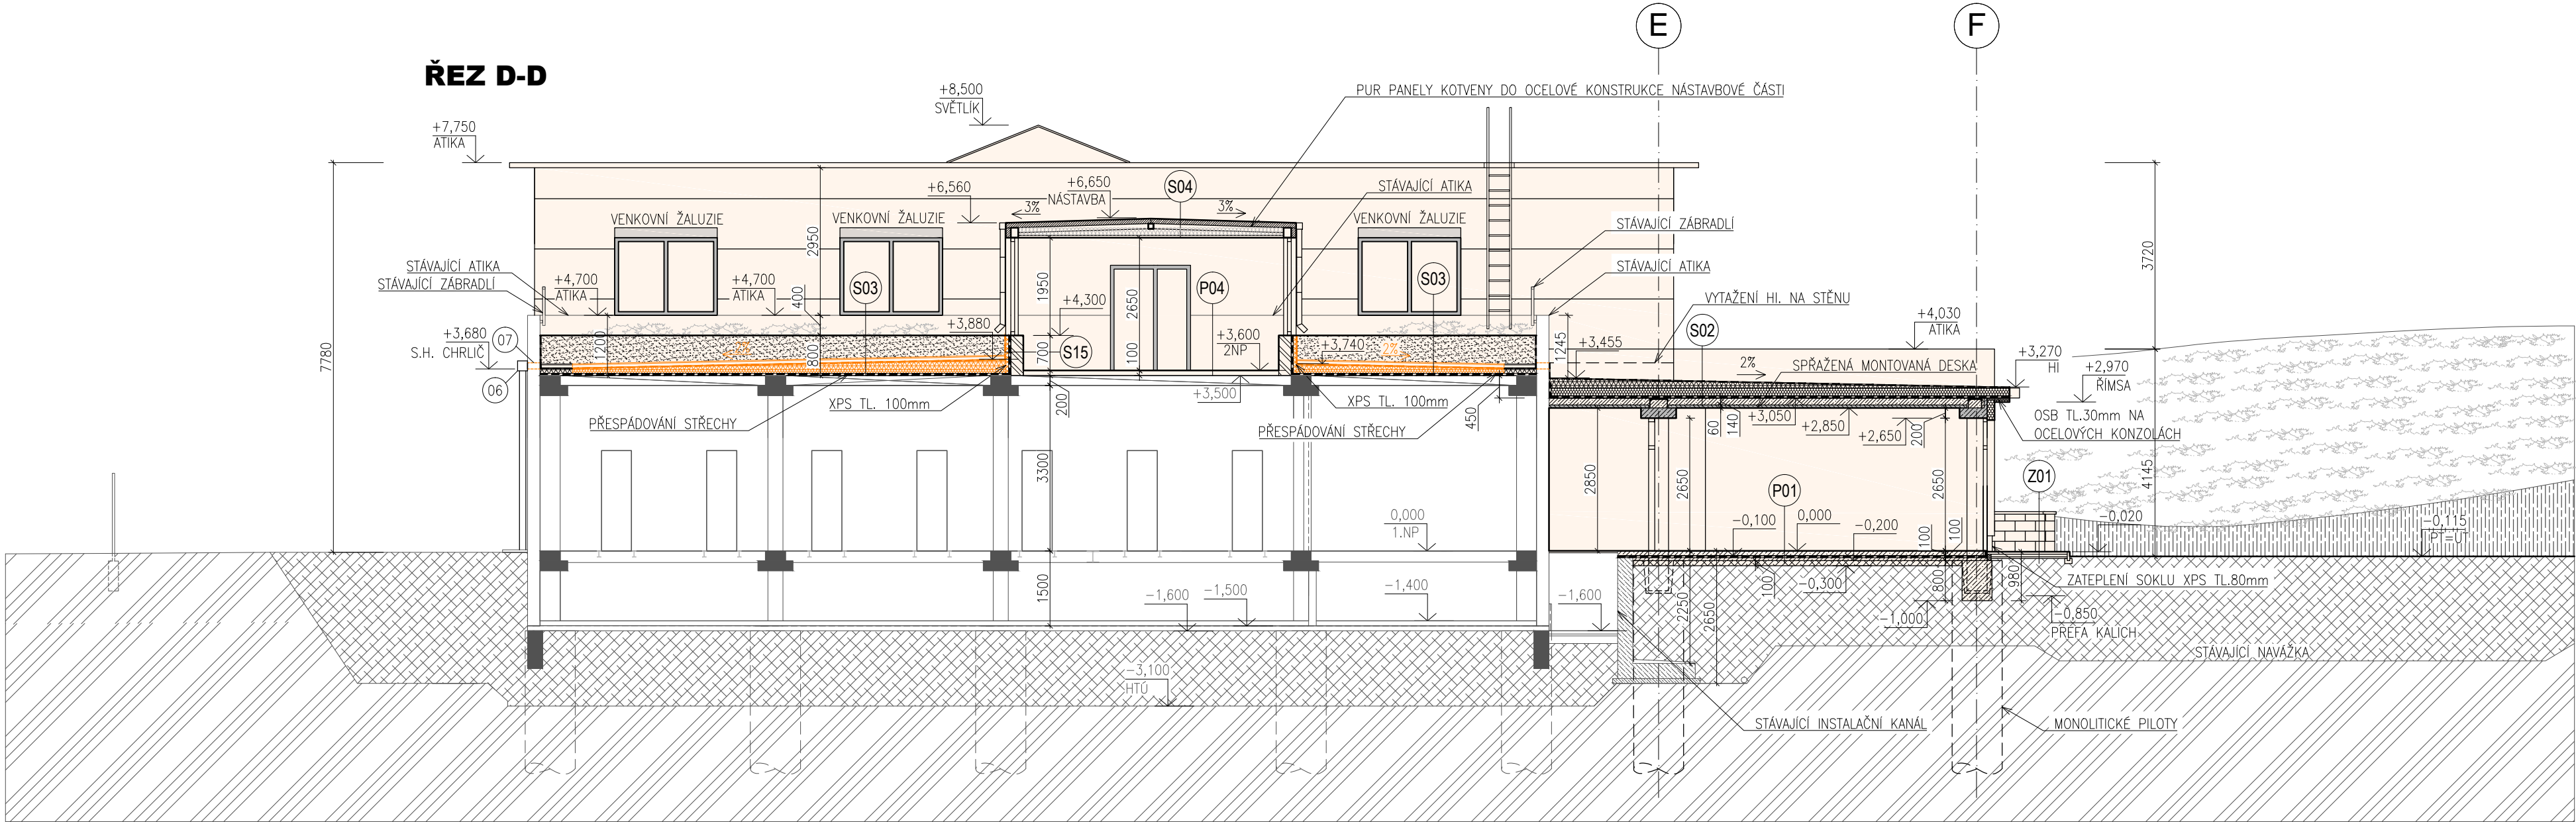 E
F
ŘEZ D-D
+8,500
SVĚTLÍK
PUR PANELY KOTVENY DO OCELOVÉ KONSTRUKCE NÁSTAVBOVÉ ČÁSTI
+7,750
ATIKA
+6,560
+6,650
NÁSTAVBA
S04
STÁVAJÍCÍ ATIKA
3%
3%
VENKOVNÍ ŽALUZIE
VENKOVNÍ ŽALUZIE
VENKOVNÍ ŽALUZIE
STÁVAJÍCÍ ZÁBRADLÍ
2950
3720
STÁVAJÍCÍ ATIKA
STÁVAJÍCÍ ZÁBRADLÍ
STÁVAJÍCÍ ATIKA
+4,700
ATIKA
+4,700
ATIKA
S03
P04
S03
400
1950
2650
+4,300
VYTAŽENÍ HI. NA STĚNU
+4,030
ATIKA
+3,680
S.H. CHRLIČ
07
06
+3,880
+3,600
2NP
+3,740
2%
S02
+3,455
1200
800
700
S15
1100
1245
7780
2%
SPŘAŽENÁ MONTOVANÁ DESKA
+3,270
HI
+2,970
ŘÍMSA
200
+3,500
450
XPS TL. 100mm
XPS TL. 100mm
PŘESPÁDOVÁNÍ STŘECHY
PŘESPÁDOVÁNÍ STŘECHY
60
140
+3,050
+2,850
+2,650
200
OSB TL.30mm NA
OCELOVÝCH KONZOLÁCH
3300
2850
2650
2650
4145
P01
Z01
0,000
1.NP
-0,100
0,000
-0,200
100
100
-0,020
-0,115
PT=ÚT
1500
-1,600
-1,500
-1,400
-1,600
2250
2650
100
-0,300
800
980
-1,000
ZATEPLENÍ SOKLU XPS TL.80mm
-0,850
PREFA KALICH
STÁVAJÍCÍ NAVÁŽKA
-3,100
HTÚ
STÁVAJÍCÍ INSTALAČNÍ KANÁL
MONOLITICKÉ PILOTY